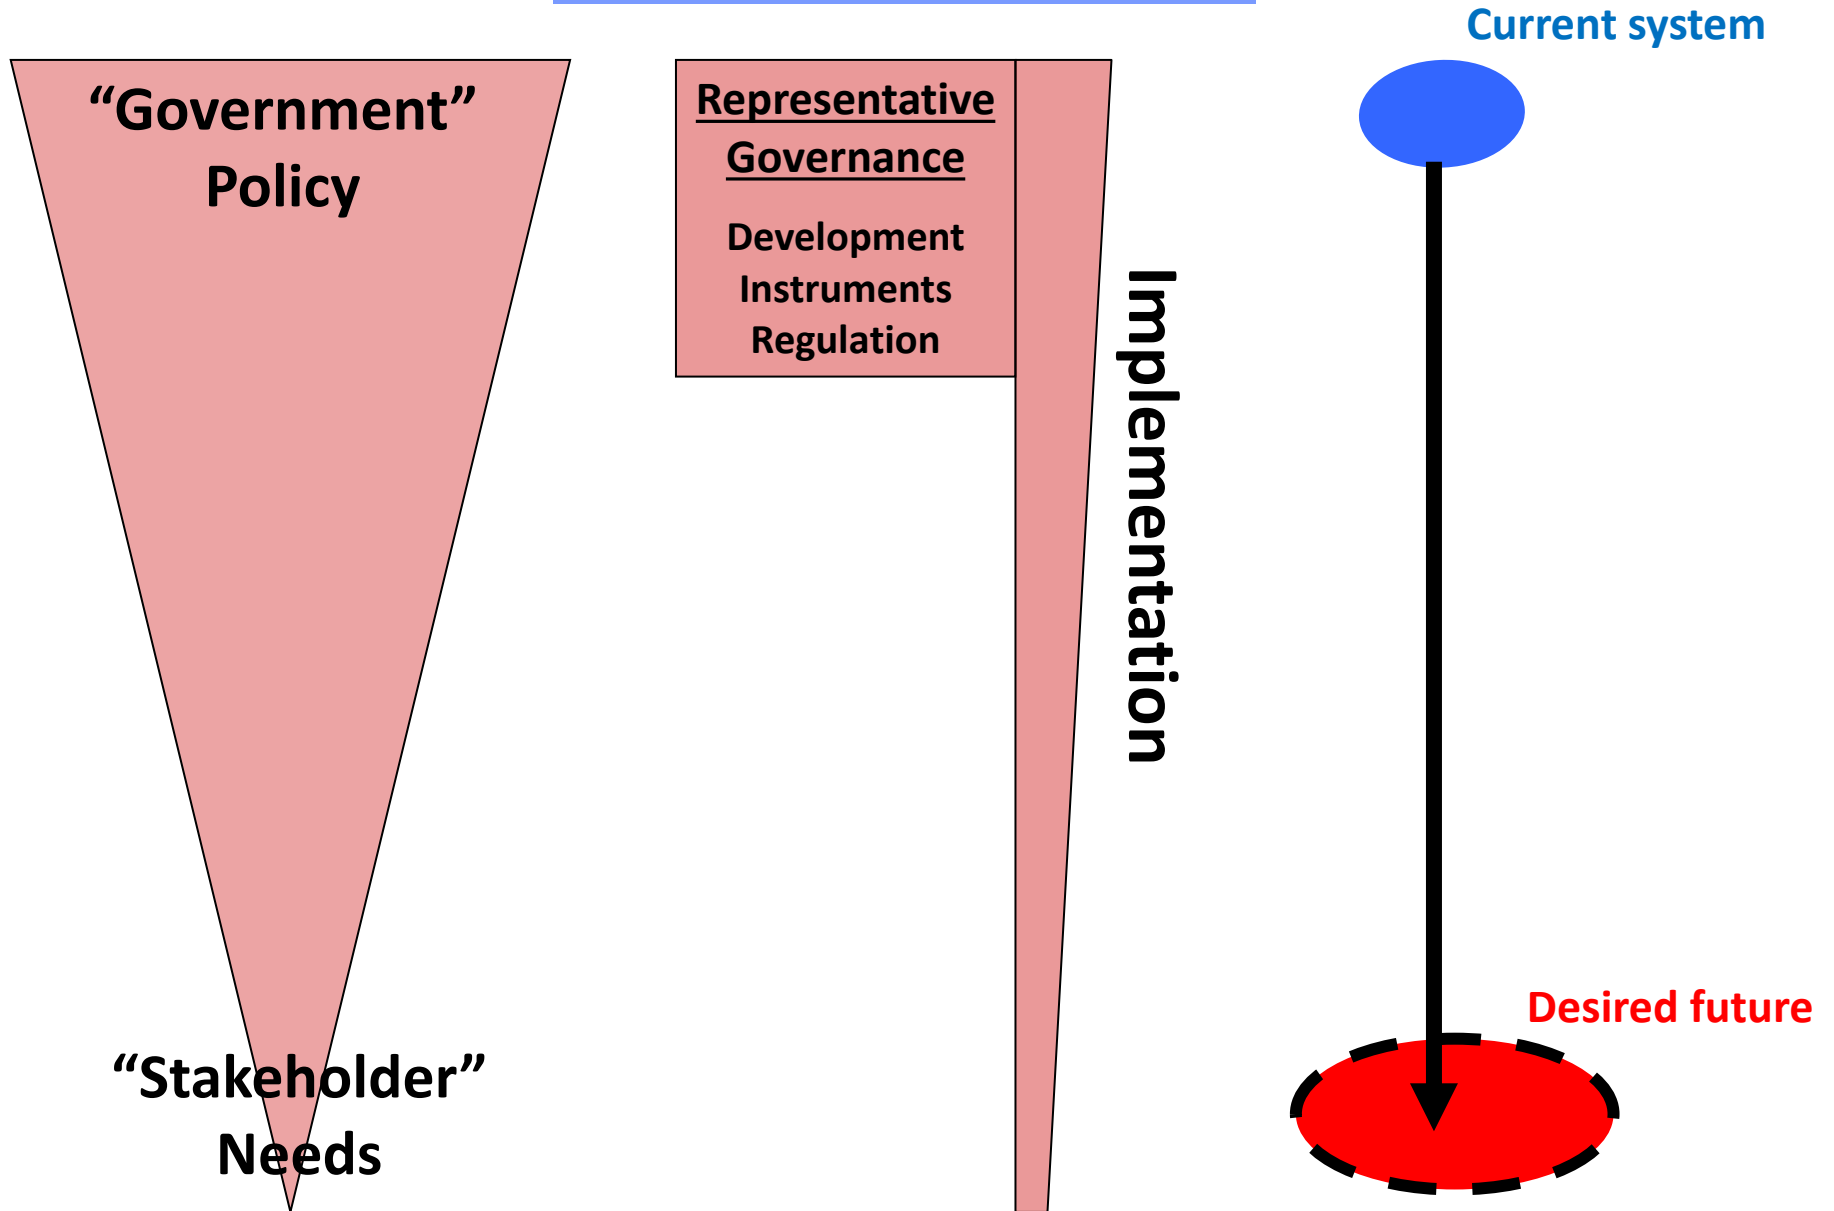 Current system
“Government”
Policy
Representative
Governance
Development
Instruments
Regulation
Implementation
Desired future
“Stakeholder”
Needs